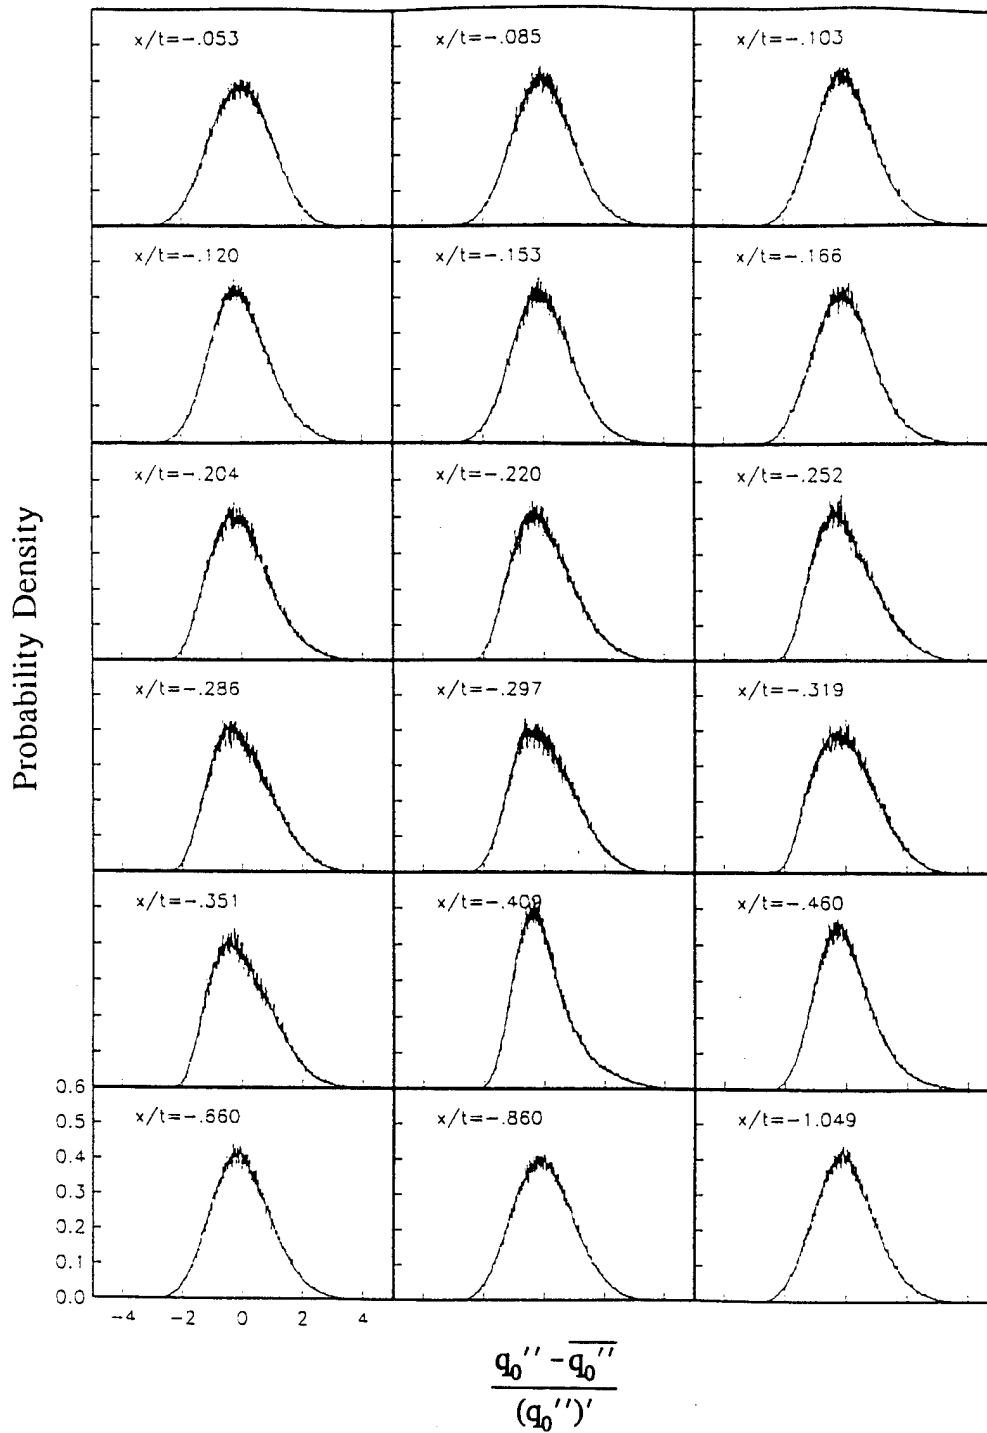 x/t=-.053
x/t=-.085
x/t=-.103
x/t=-.120
x/t=-.153
x/t=-.166
x/t=-.204
x/t=-.220
x/t=-.252
x/t=-.286
x/t=-.297
x/t=-.319
x/t=-.351
x/t=-.409
x/t=-.460
x/t=-.660
x/t=-.860
x/t=-1.049
Probability Density
0.6
0.5
0.4
0.3
0.2
0.1
0.0
-4 -2 0 2 4
q₀'' - q̅₀̅'̅'̅
(q₀'')'